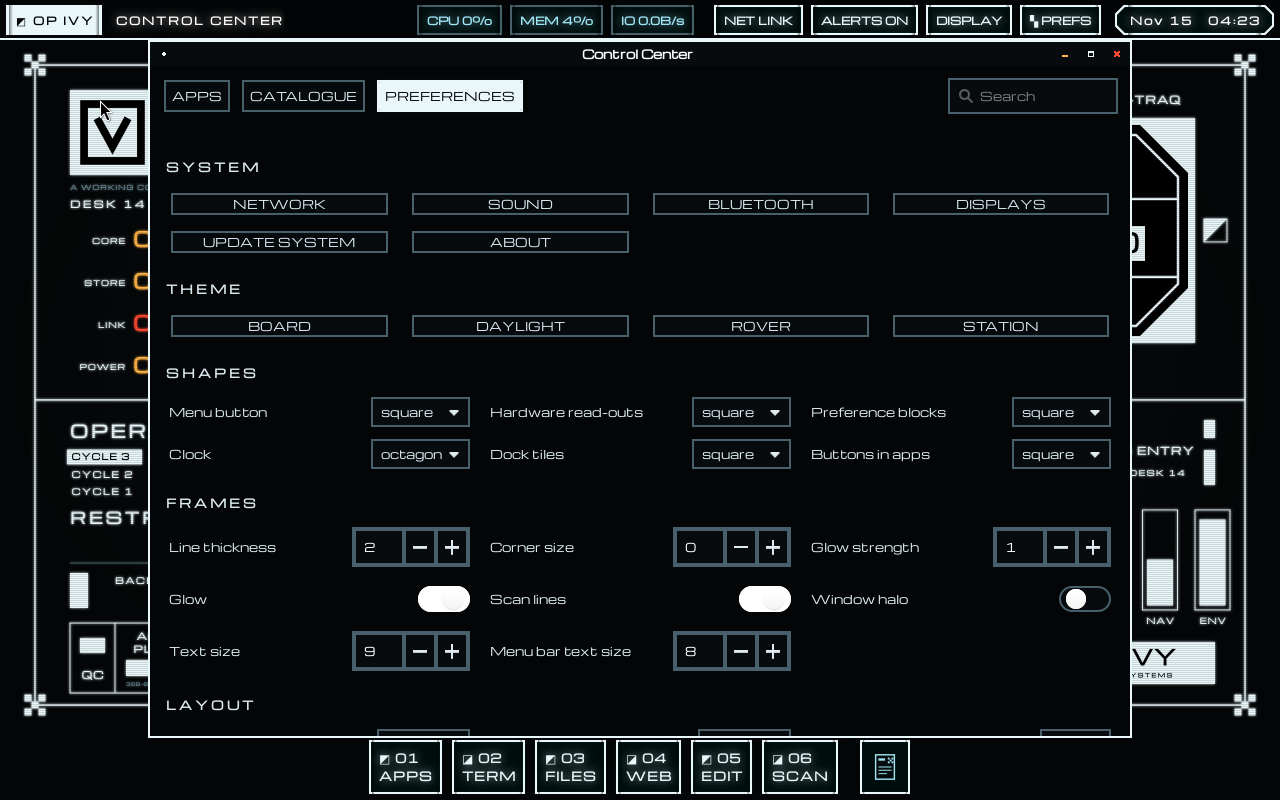 OP IVY CONTROL CENTER CPU 0% MEM 4% IO 0.0B/s NET LINK ALERTS ON DISPLAY PREFS Nov 15 04:23
Control Center
APPS CATALOGUE PREFERENCES Search
-TRAQ
V
SYSTEM
A WORKING CO
DESK 14
NETWORK SOUND BLUETOOTH DISPLAYS
CORE
UPDATE SYSTEM ABOUT
STORE
THEME
LINK
BOARD DAYLIGHT ROVER STATION
POWER
SHAPES
Menu button square Hardware read-outs square Preference blocks square
OPER
CYCLE 3
Clock octagon Dock tiles square Buttons in apps square
ENTRY
CYCLE 2
DESK 14
CYCLE 1
FRAMES
RESTR
Line thickness 2 Corner size 0 Glow strength 1
BACK
Glow Scan lines Window halo
NAV ENV
Text size 9 Menu bar text size 8
QC
VY
YSTEMS
LAYOUT
01 APPS
02 TERM
03 FILES
04 WEB
05 EDIT
06 SCAN